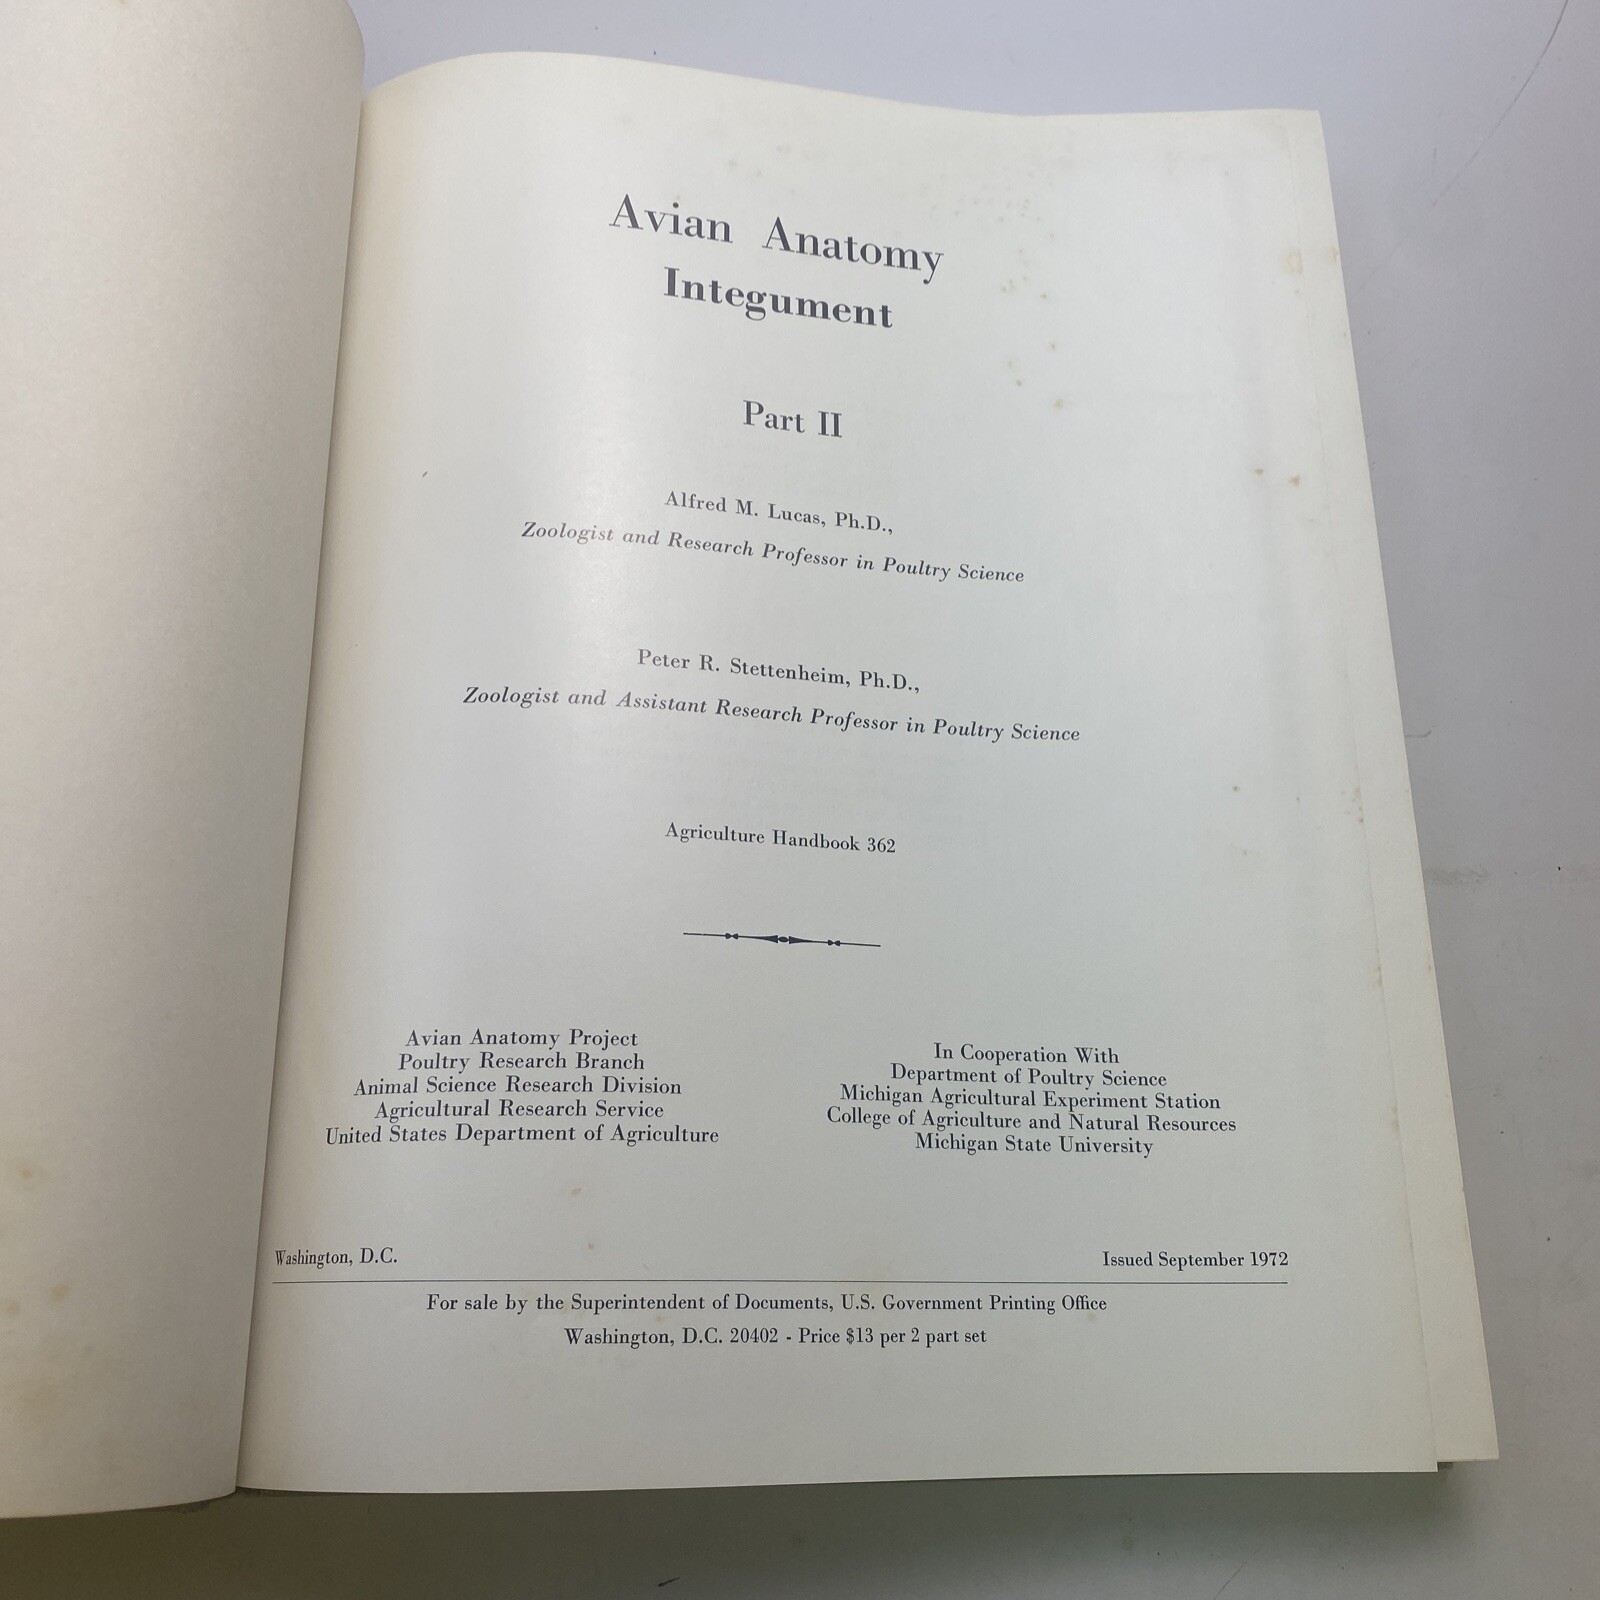 Avian Anatomy
Integument
Part II
Alfred M. Lucas, Ph.D.,
Zoologist and Research Professor in Poultry Science
Peter R. Stettenheim, Ph.D.,
Zoologist and Assistant Research Professor in Poultry Science
Agriculture Handbook 362
Avian Anatomy Project
Poultry Research Branch
Animal Science Research Division
Agricultural Research Service
United States Department of Agriculture
In Cooperation With
Department of Poultry Science
Michigan Agricultural Experiment Station
College of Agriculture and Natural Resources
Michigan State University
Washington, D.C.
Issued September 1972
For sale by the Superintendent of Documents, U.S. Government Printing Office
Washington, D.C. 20402 - Price $13 per 2 part set